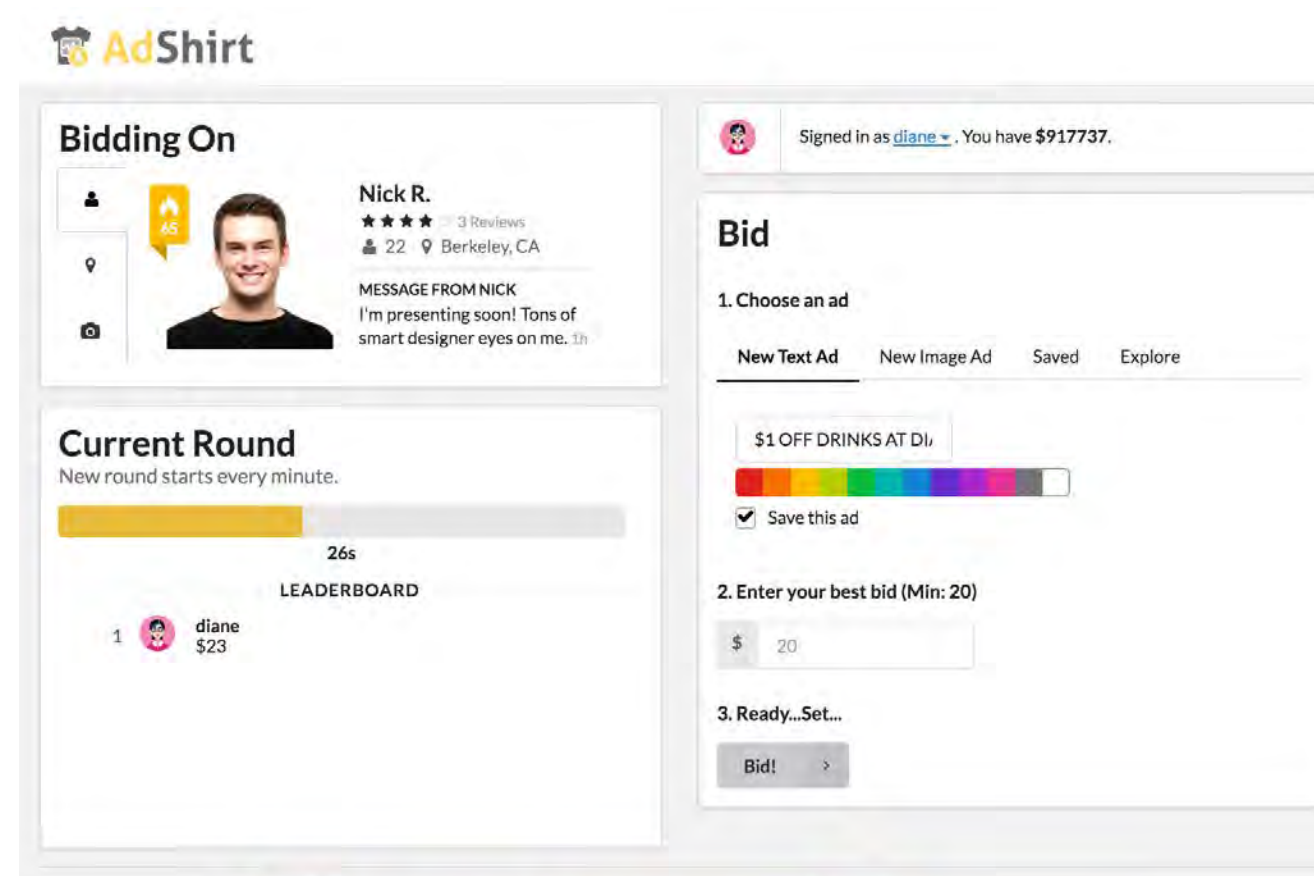 AdShirt
Bidding On
65
Nick R.
3 Reviews
22 Berkeley, CA
MESSAGE FROM NICK
I'm presenting soon! Tons of
smart designer eyes on me. 1h
Current Round
New round starts every minute.
26s
LEADERBOARD
1
diane
$23
Signed in as diane. You have $917737.
Bid
1. Choose an ad
New Text Ad New Image Ad Saved Explore
$1 OFF DRINKS AT
Save this ad
2. Enter your best bid (Min: 20)
$ 20
3. Ready...Set...
Bid!